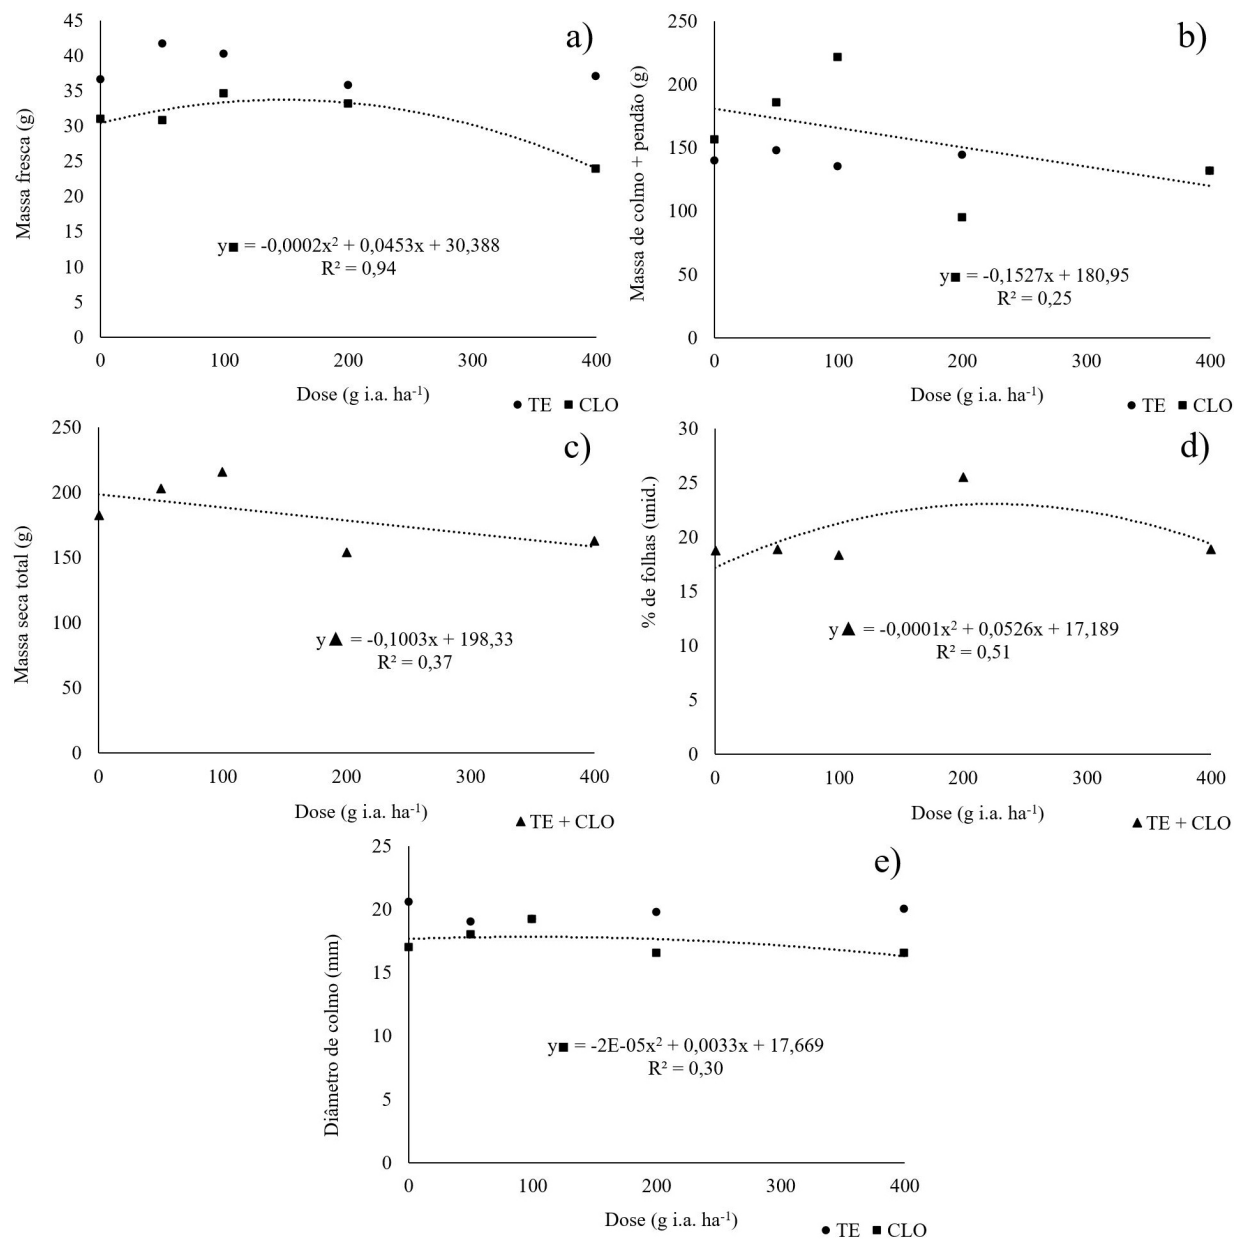 a)
45
40
35
30
25
20
15
10
5
0
Massa fresca (g)
y■ = -0,0002x² + 0,0453x + 30,388
R² = 0,94
0 100 200 300 400
Dose (g i.a. ha⁻¹)
● TE ■ CLO
b)
250
200
150
100
50
0
Massa de colmo + pendão (g)
y■ = -0,1527x + 180,95
R² = 0,25
0 100 200 300 400
Dose (g i.a. ha⁻¹)
● TE ■ CLO
c)
250
200
150
100
50
0
Massa seca total (g)
y▲ = -0,1003x + 198,33
R² = 0,37
0 100 200 300 400
Dose (g i.a. ha⁻¹)
▲ TE + CLO
d)
30
25
20
15
10
5
0
% de folhas (unid.)
y▲ = -0,0001x² + 0,0526x + 17,189
R² = 0,51
0 100 200 300 400
Dose (g i.a. ha⁻¹)
▲ TE + CLO
e)
25
20
15
10
5
0
Diâmetro de colmo (mm)
y■ = -2E-05x² + 0,0033x + 17,669
R² = 0,30
0 100 200 300 400
Dose (g i.a. ha⁻¹)
● TE ■ CLO